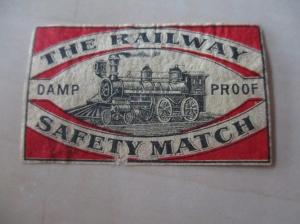 THE RAILWAY
DAMP PROOF
SAFETY MATCH